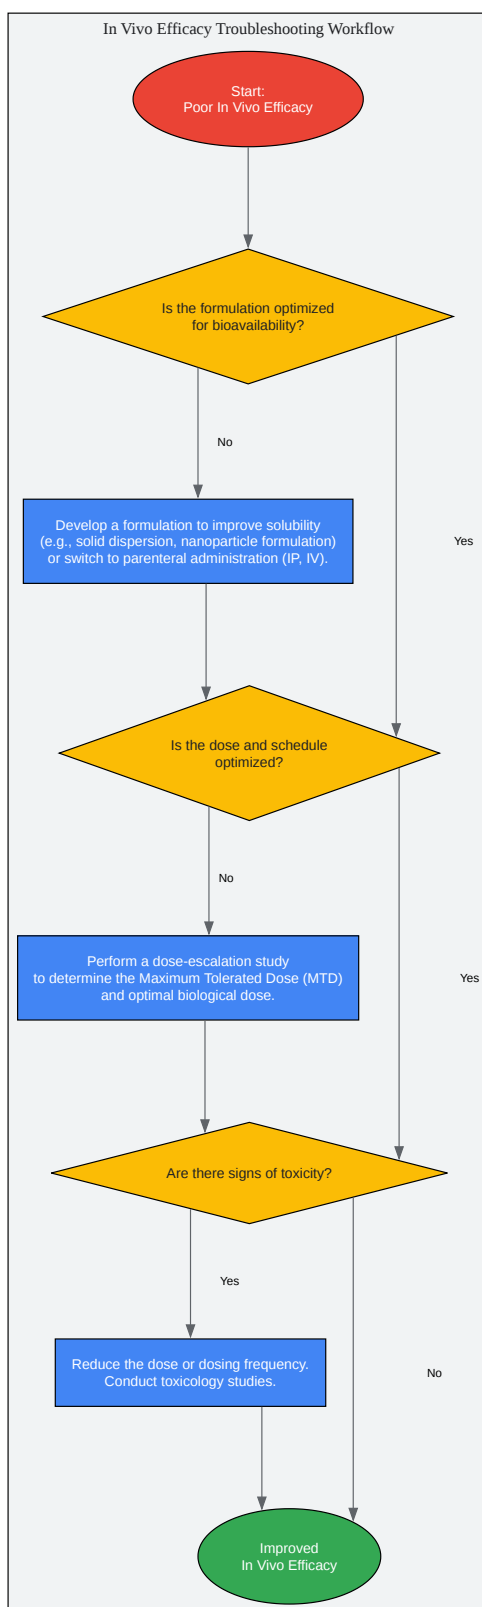 In Vivo Efficacy Troubleshooting Workflow
Start:
Poor In Vivo Efficacy
Is the formulation optimized
for bioavailability?
No
Develop a formulation to improve solubility
(e.g., solid dispersion, nanoparticle formulation)
or switch to parenteral administration (IP, IV).
Yes
Is the dose and schedule
optimized?
No
Perform a dose-escalation study
to determine the Maximum Tolerated Dose (MTD)
and optimal biological dose.
Yes
Are there signs of toxicity?
Yes
Reduce the dose or dosing frequency.
Conduct toxicology studies.
No
Improved
In Vivo Efficacy